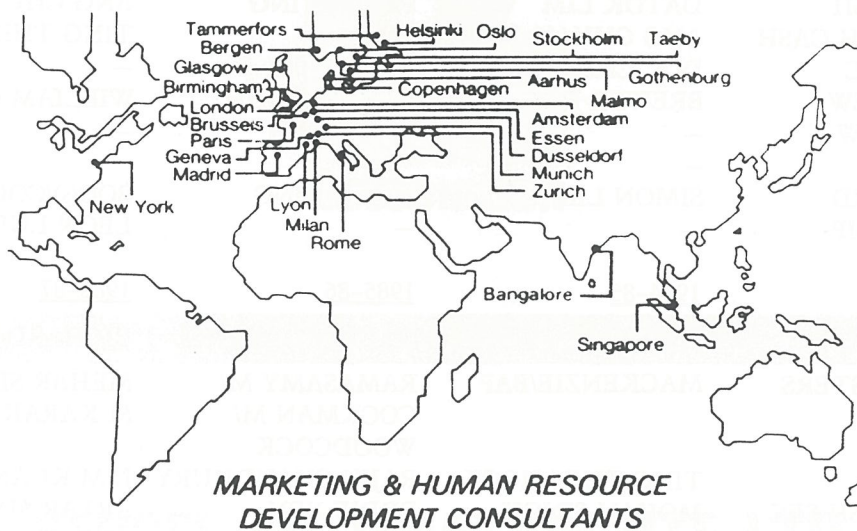 Tammerfors Helsinki Oslo
Bergen Stockholm Taeby
Glasgow Gothenburg
Birmingham Copenhagen Aarhus
London Malmo
Brussels Amsterdam
Paris Essen
Geneva Dusseldorf
Madrid Munich
Zurich
New York Lyon
Milan
Rome
Bangalore
Singapore
MARKETING & HUMAN RESOURCE
DEVELOPMENT CONSULTANTS